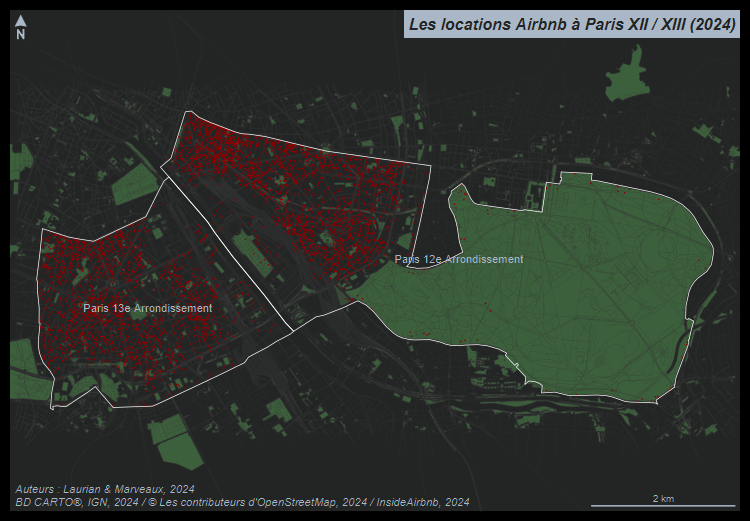 Les locations Airbnb à Paris XII / XIII (2024)
N
Paris 12e Arrondissement
Paris 13e Arrondissement
Auteurs : Laurian & Marveaux, 2024
BD CARTO®, IGN, 2024 / © Les contributeurs d'OpenStreetMap, 2024 / InsideAirbnb, 2024
2 km